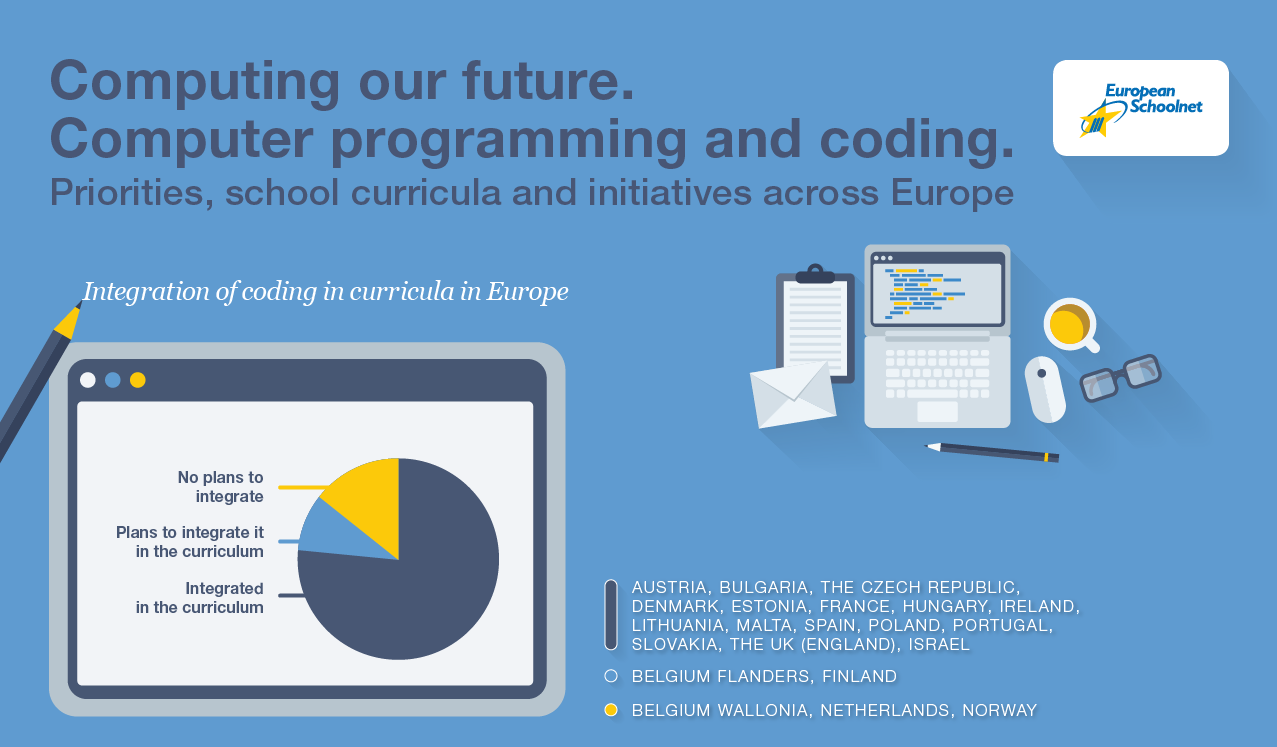 Computing our future.
Computer programming and coding.
Priorities, school curricula and initiatives across Europe
European
Schoolnet
Integration of coding in curricula in Europe
No plans to
integrate
Plans to integrate it
in the curriculum
Integrated
in the curriculum
AUSTRIA, BULGARIA, THE CZECH REPUBLIC,
DENMARK, ESTONIA, FRANCE, HUNGARY, IRELAND,
LITHUANIA, MALTA, SPAIN, POLAND, PORTUGAL,
SLOVAKIA, THE UK (ENGLAND), ISRAEL
BELGIUM FLANDERS, FINLAND
BELGIUM WALLONIA, NETHERLANDS, NORWAY